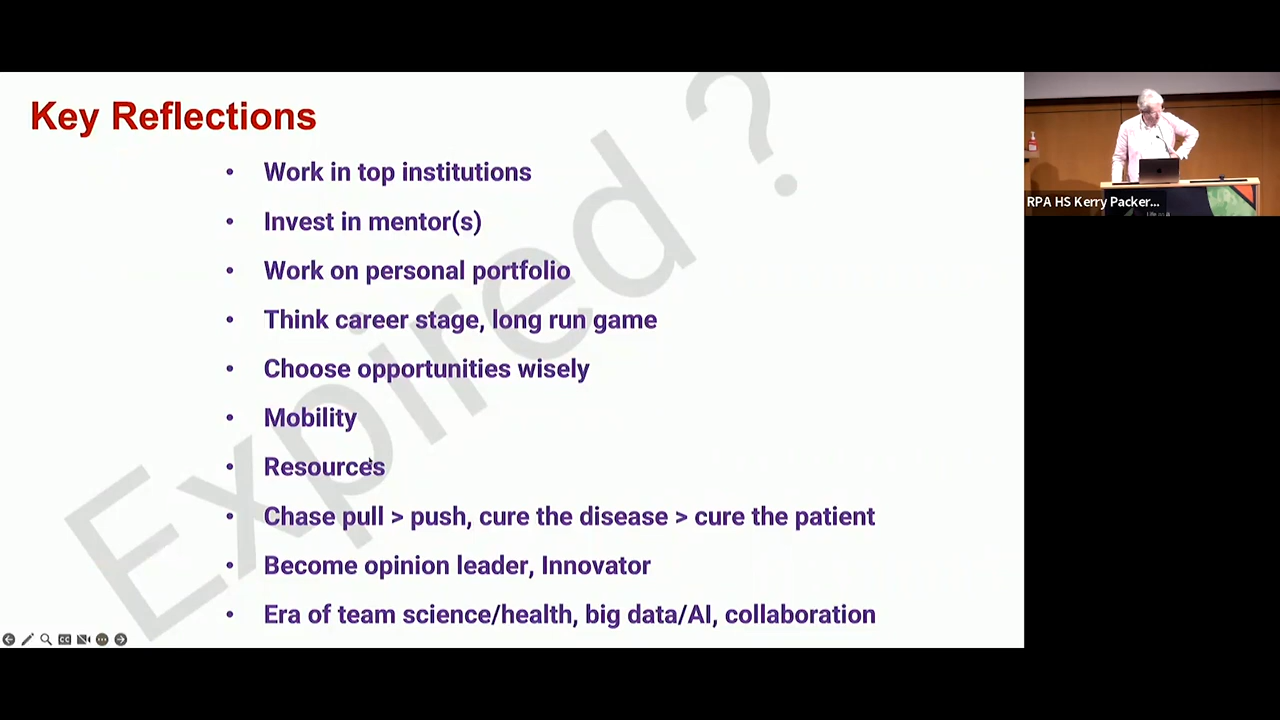 Key Reflections
Expired ?
• Work in top institutions
• Invest in mentor(s)
• Work on personal portfolio
• Think career stage, long run game
• Choose opportunities wisely
• Mobility
• Resources
• Chase pull > push, cure the disease > cure the patient
• Become opinion leader, Innovator
• Era of team science/health, big data/AI, collaboration
RPA HS Kerry Packer...